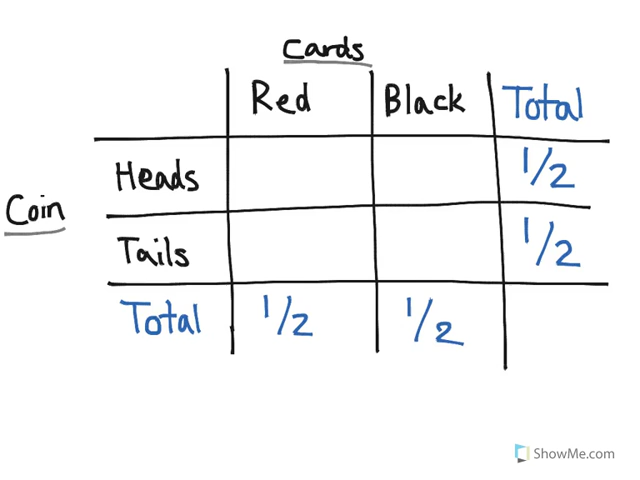 Cards
Red Black Total
Heads 1/2
Coin
Tails 1/2
Total 1/2 1/2
ShowMe.com